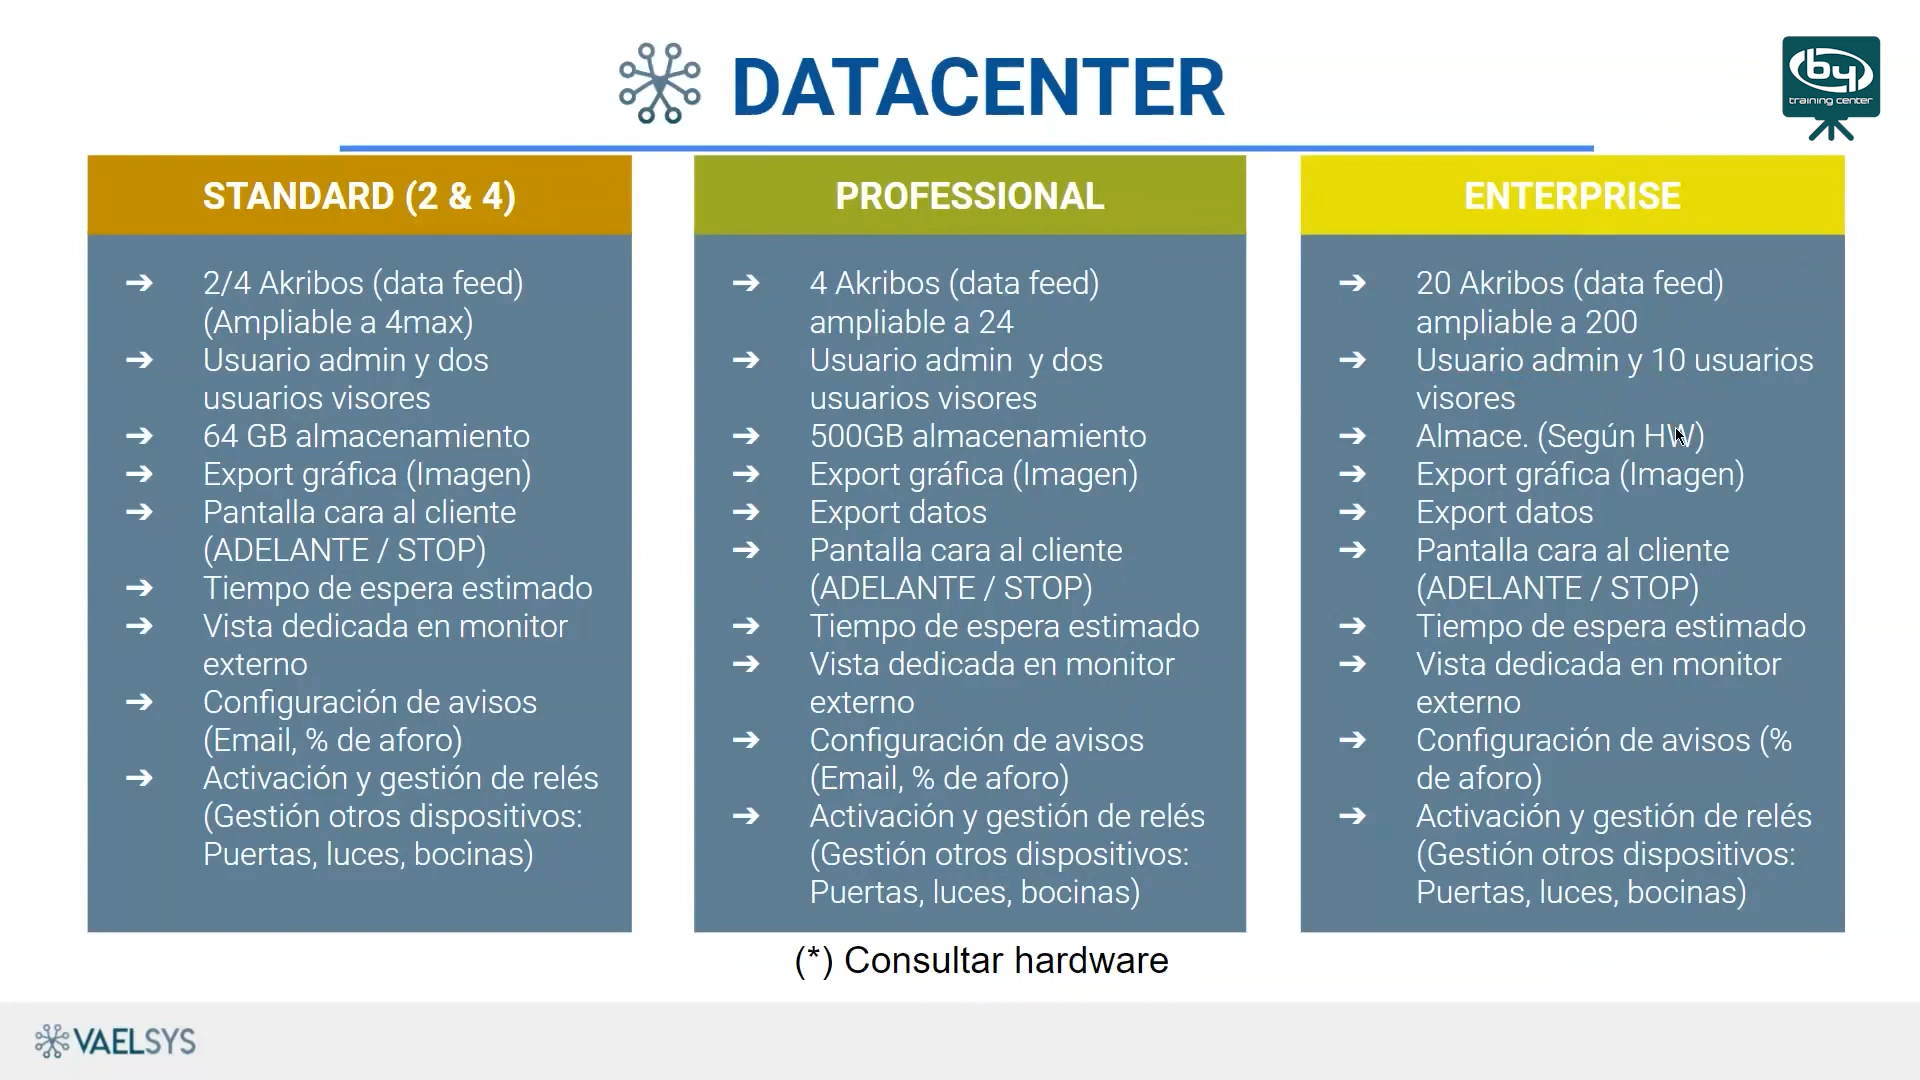 DATACENTER
by
training center
STANDARD (2 & 4)
➔ 2/4 Akribos (data feed)
(Ampliable a 4max)
➔ Usuario admin y dos
usuarios visores
➔ 64 GB almacenamiento
➔ Export gráfica (Imagen)
➔ Pantalla cara al cliente
(ADELANTE / STOP)
➔ Tiempo de espera estimado
➔ Vista dedicada en monitor
externo
➔ Configuración de avisos
(Email, % de aforo)
➔ Activación y gestión de relés
(Gestión otros dispositivos:
Puertas, luces, bocinas)
PROFESSIONAL
➔ 4 Akribos (data feed)
ampliable a 24
➔ Usuario admin y dos
usuarios visores
➔ 500GB almacenamiento
➔ Export gráfica (Imagen)
➔ Export datos
➔ Pantalla cara al cliente
(ADELANTE / STOP)
➔ Tiempo de espera estimado
➔ Vista dedicada en monitor
externo
➔ Configuración de avisos
(Email, % de aforo)
➔ Activación y gestión de relés
(Gestión otros dispositivos:
Puertas, luces, bocinas)
ENTERPRISE
➔ 20 Akribos (data feed)
ampliable a 200
➔ Usuario admin y 10 usuarios
visores
➔ Almace. (Según HW)
➔ Export gráfica (Imagen)
➔ Export datos
➔ Pantalla cara al cliente
(ADELANTE / STOP)
➔ Tiempo de espera estimado
➔ Vista dedicada en monitor
externo
➔ Configuración de avisos (%
de aforo)
➔ Activación y gestión de relés
(Gestión otros dispositivos:
Puertas, luces, bocinas)
(*) Consultar hardware
VAELSYS